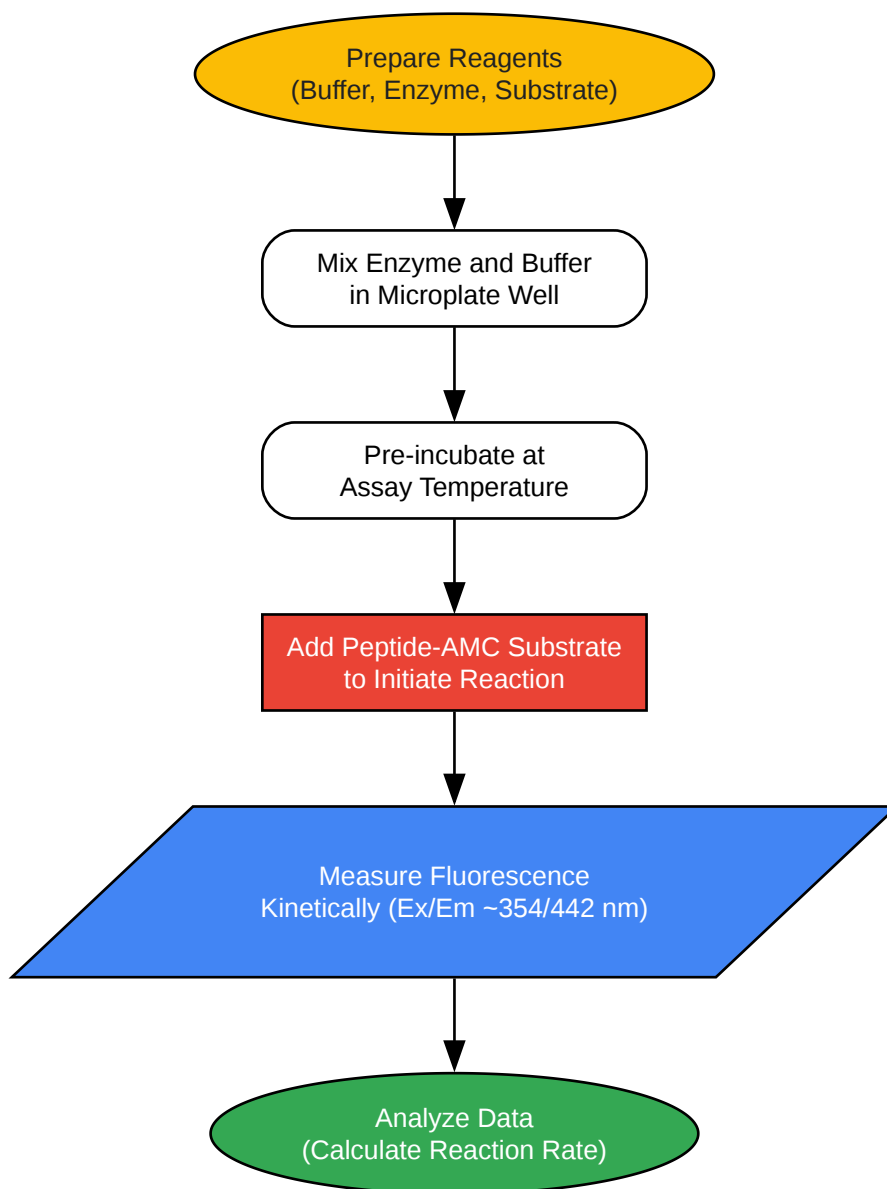 Prepare Reagents
(Buffer, Enzyme, Substrate)
Mix Enzyme and Buffer
in Microplate Well
Pre-incubate at
Assay Temperature
Add Peptide-AMC Substrate
to Initiate Reaction
Measure Fluorescence
Kinetically (Ex/Em ~354/442 nm)
Analyze Data
(Calculate Reaction Rate)